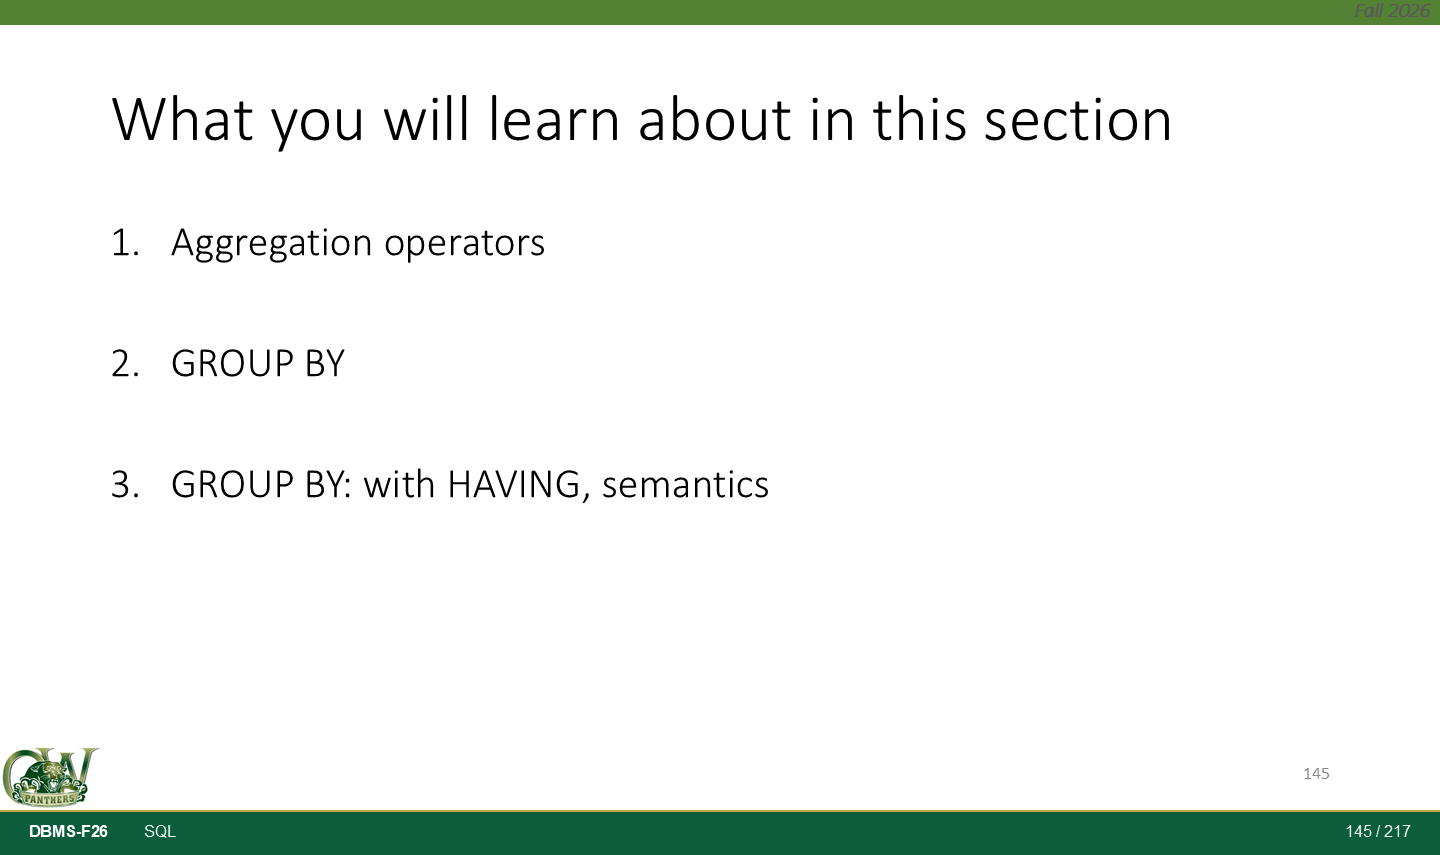 Fall 2026
What you will learn about in this section
1. Aggregation operators
2. GROUP BY
3. GROUP BY: with HAVING, semantics
OW
PANTHERS
145
DBMS-F26 SQL 145 / 217